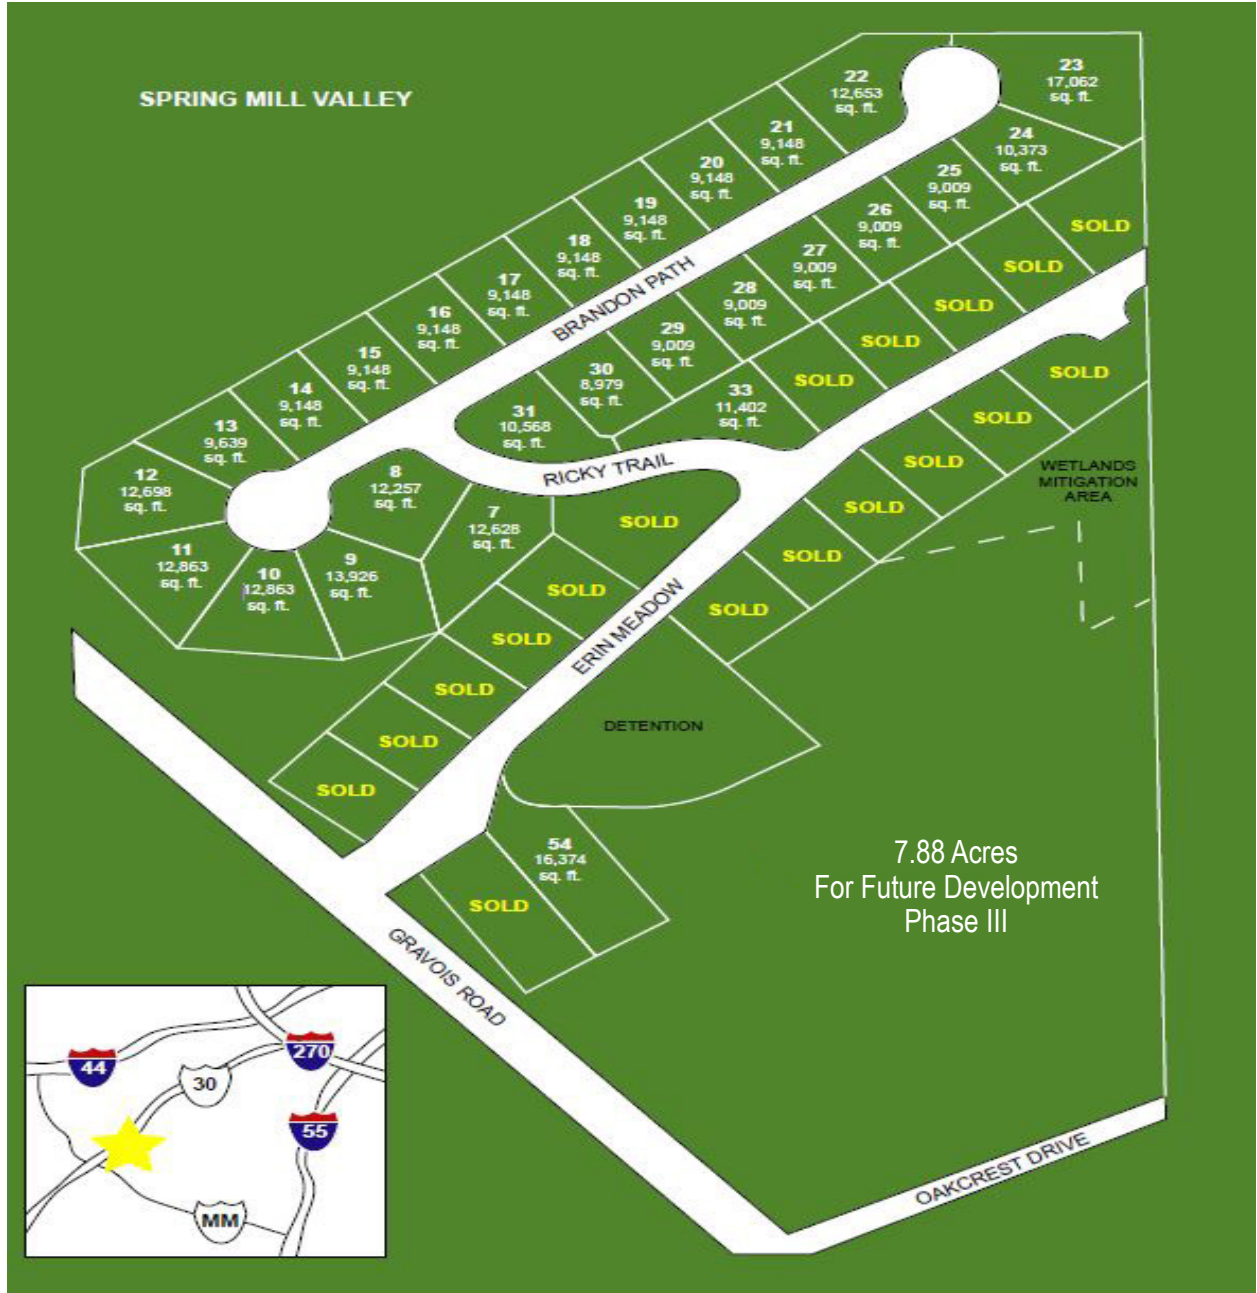 SPRING MILL VALLEY
22
12,653
sq. ft.
23
17,062
sq. ft.
21
9,148
sq. ft.
24
10,373
sq. ft.
20
9,148
sq. ft.
25
9,009
sq. ft.
19
9,148
sq. ft.
26
9,009
sq. ft.
SOLD
18
9,148
sq. ft.
27
9,009
sq. ft.
SOLD
17
9,148
sq. ft.
BRANDON PATH
28
9,009
sq. ft.
SOLD
16
9,148
sq. ft.
29
9,009
sq. ft.
SOLD
15
9,148
sq. ft.
30
8,979
sq. ft.
33
11,402
sq. ft.
SOLD
SOLD
14
9,148
sq. ft.
31
10,568
sq. ft.
SOLD
13
9,639
sq. ft.
RICKY TRAIL
SOLD
WETLANDS
MITIGATION
AREA
12
12,698
sq. ft.
8
12,257
sq. ft.
7
12,628
sq. ft.
SOLD
SOLD
11
12,863
sq. ft.
10
12,863
sq. ft.
9
13,926
sq. ft.
SOLD
SOLD
SOLD
ERIN MEADOW
SOLD
SOLD
DETENTION
SOLD
SOLD
54
16,374
sq. ft.
SOLD
7.88 Acres
For Future Development
Phase III
GRAVOIS ROAD
OAKCREST DRIVE
44
30
270
55
MM